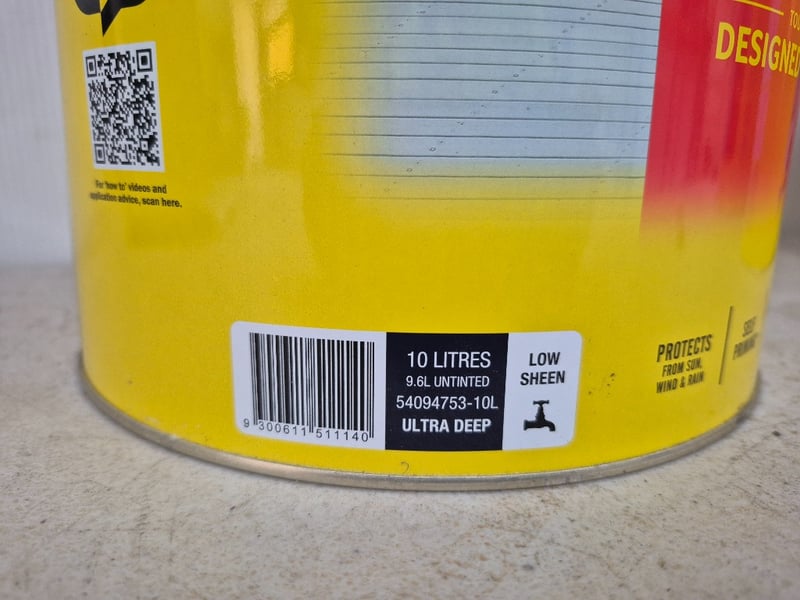 DESIGNED
For 'how to' videos and
application advice, scan here.
9 300611 511140
10 LITRES
9.6L UNTINTED
54094753-10L
ULTRA DEEP
LOW
SHEEN
PROTECTS
FROM SUN,
WIND & RAIN
SELF